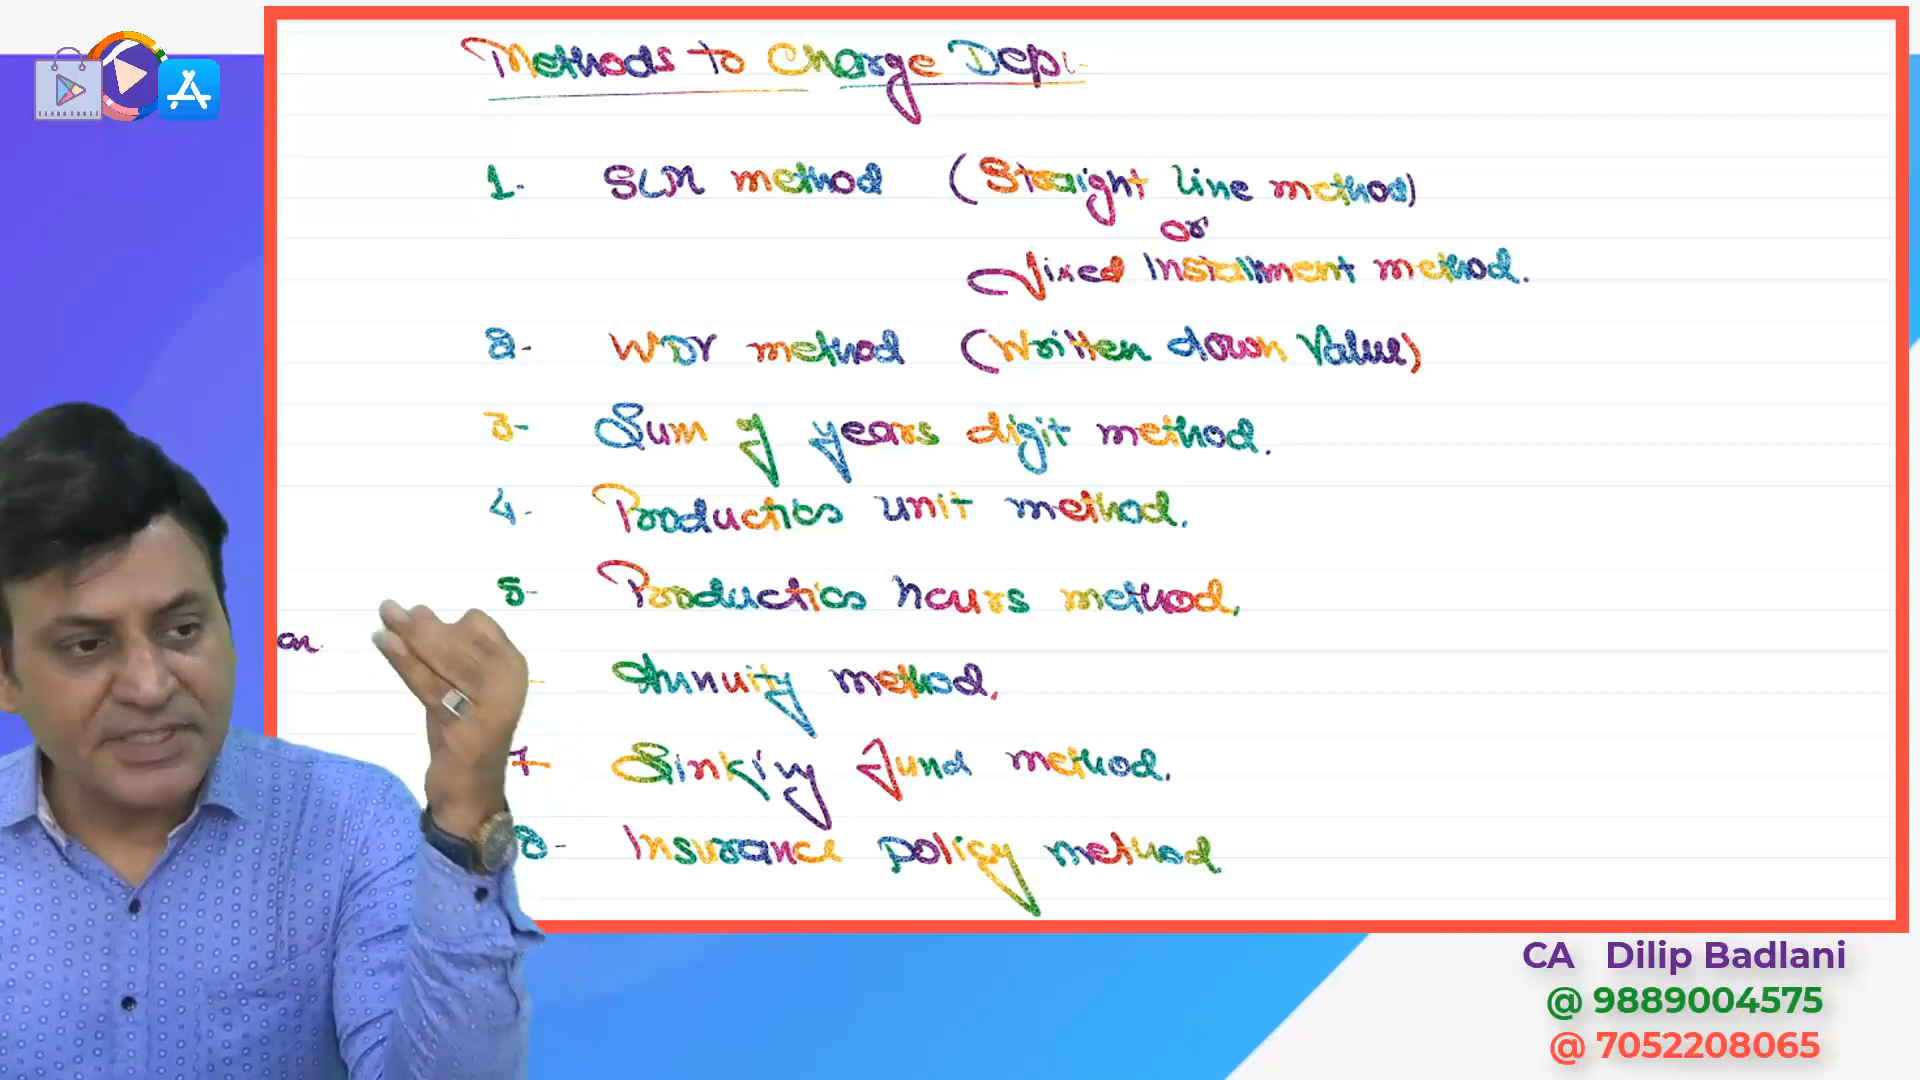 Methods to Charge Depr.
1. SLM method (Straight line method)
or
fixed Installment method.
2- WDV method (Written down Value)
3- Sum of years digit method.
4- Production unit method.
5- Production hours method.
- Annuity method.
7- Sinking fund method.
8- Insurance policy method
CA Dilip Badlani
@ 9889004575
@ 7052208065